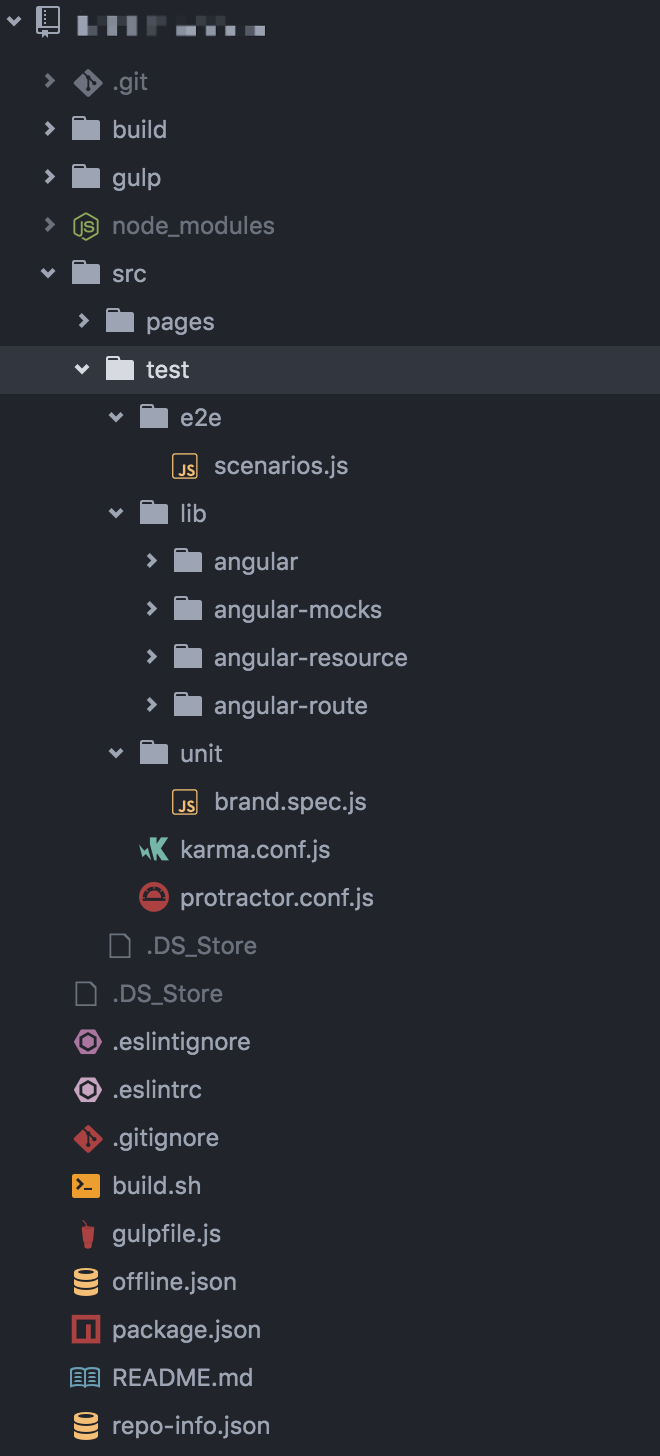 .git
build
gulp
node_modules
src
pages
test
e2e
scenarios.js
lib
angular
angular-mocks
angular-resource
angular-route
unit
brand.spec.js
karma.conf.js
protractor.conf.js
.DS_Store
.DS_Store
.eslintignore
.eslintrc
.gitignore
build.sh
gulpfile.js
offline.json
package.json
README.md
repo-info.json